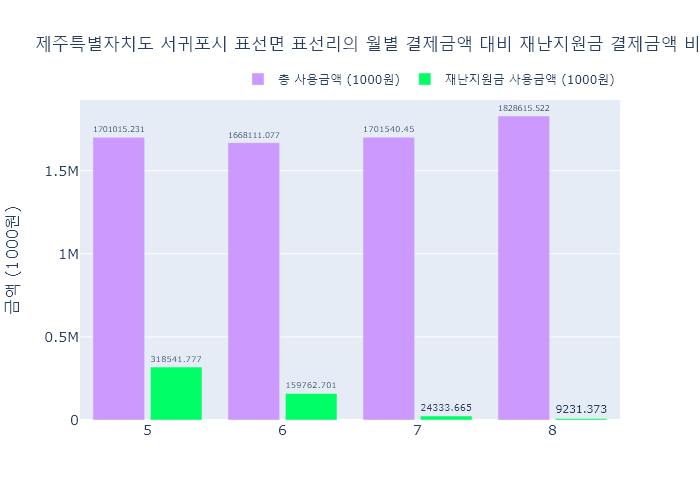 제주특별자치도 서귀포시 표선면 표선리의 월별 결제금액 대비 재난지원금 결제금액 비
총 사용금액 (1000원)
재난지원금 사용금액 (1000원)
금액 (1000원)
1.5M
1M
0.5M
0
1701015.231
318541.777
1668111.077
159762.701
1701540.45
24333.665
1828615.522
9231.373
5
6
7
8